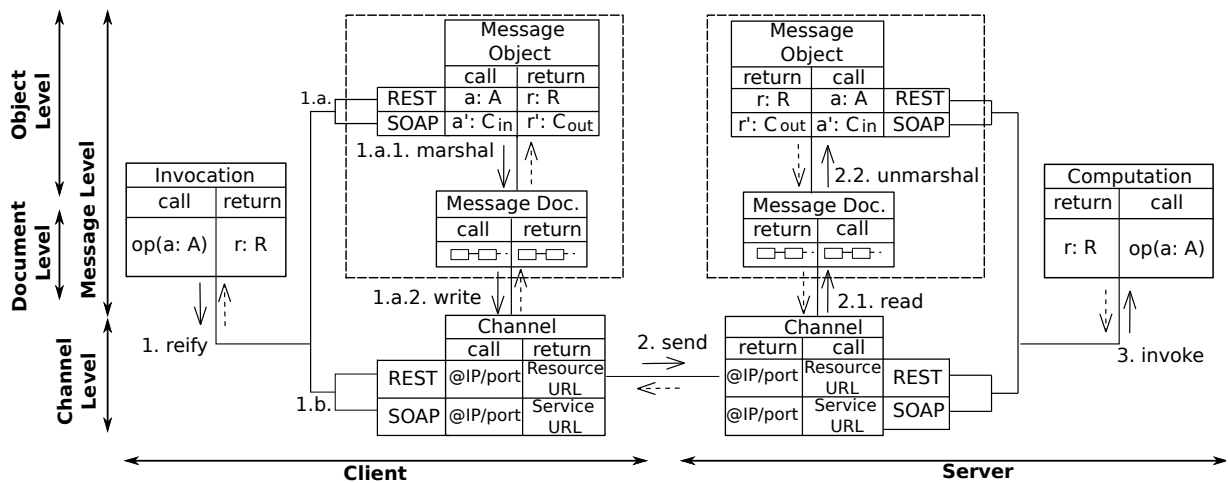 Object
Level
Document
Level
Message Level
Channel
Level
Invocation
call return
op(a: A) r: R
1. reify
1.a.
1.b.
Message
Object
call return
REST a: A r: R
SOAP a': C in r': C out
1.a.1. marshal
Message Doc.
call return
1.a.2. write
Channel
call return
REST @IP/port Resource
URL
SOAP @IP/port Service
URL
2. send
Message
Object
return call
r: R a: A REST
r': C out a': C in SOAP
2.2. unmarshal
Message Doc.
return call
2.1. read
Channel
return call
@IP/port Resource
URL REST
@IP/port Service
URL SOAP
Computation
return call
r: R op(a: A)
3. invoke
Client
Server